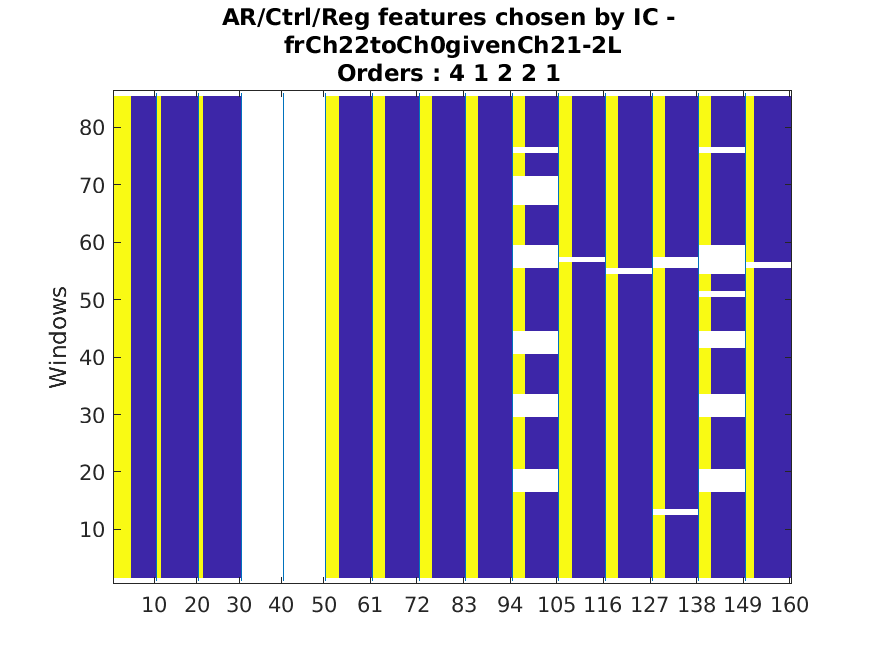 AR/Ctrl/Reg features chosen by IC -
frCh22toCh0givenCh21-2L
Orders : 4 1 2 2 1
80
70
60
50
40
30
20
10
Windows
10 20 30 40 50 61 72 83 94 105 116 127 138 149 160